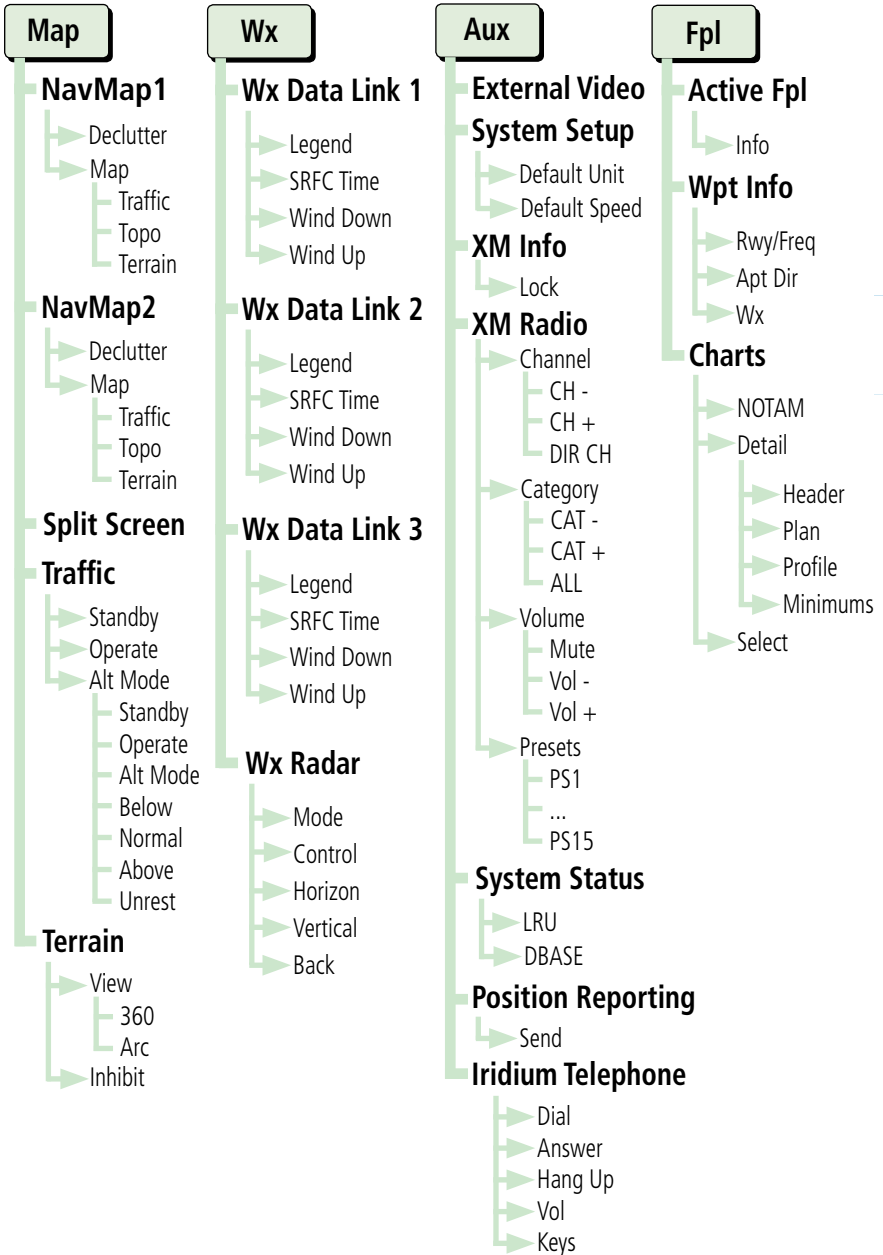 Map
NavMap1
Declutter
Map
Traffic
Topo
Terrain
NavMap2
Declutter
Map
Traffic
Topo
Terrain
Split Screen
Traffic
Standby
Operate
Alt Mode
Standby
Operate
Alt Mode
Below
Normal
Above
Unrest
Terrain
View
360
Arc
Inhibit
Wx
Wx Data Link 1
Legend
SRFC Time
Wind Down
Wind Up
Wx Data Link 2
Legend
SRFC Time
Wind Down
Wind Up
Wx Data Link 3
Legend
SRFC Time
Wind Down
Wind Up
Wx Radar
Mode
Control
Horizon
Vertical
Back
Aux
External Video
System Setup
Default Unit
Default Speed
XM Info
Lock
XM Radio
Channel
CH -
CH +
DIR CH
Category
CAT -
CAT +
ALL
Volume
Mute
Vol -
Vol +
Presets
PS1
...
PS15
System Status
LRU
DBASE
Position Reporting
Send
Iridium Telephone
Dial
Answer
Hang Up
Vol
Keys
Fpl
Active Fpl
Info
Wpt Info
Rwy/Freq
Apt Dir
Wx
Charts
NOTAM
Detail
Header
Plan
Profile
Minimums
Select